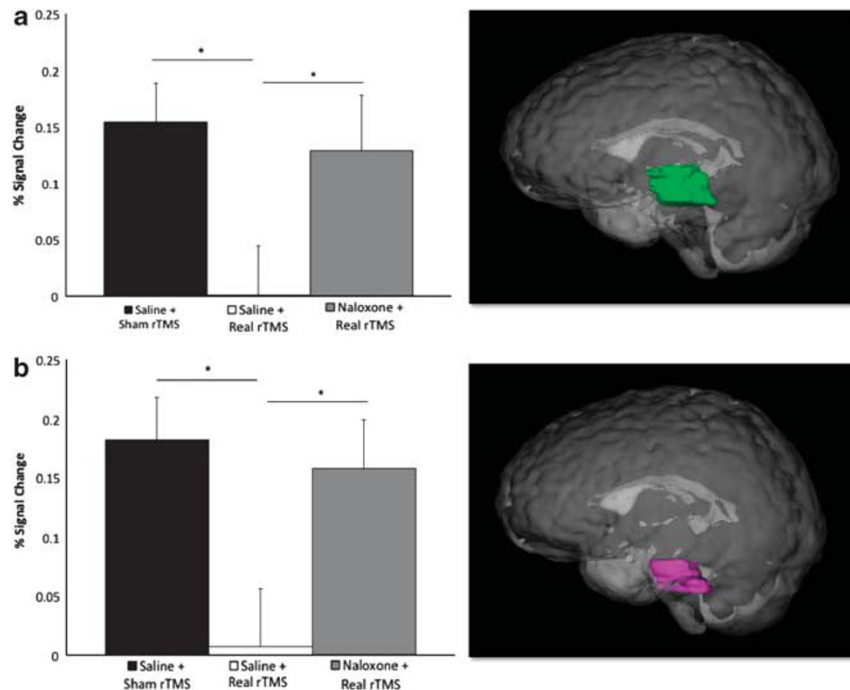 a
0.25
0.2
0.15
0.1
0.05
0
% Signal Change
*
*
Saline + Sham rTMS
Saline + Real rTMS
Naloxone + Real rTMS
b
0.25
0.2
0.15
0.1
0.05
0
% Signal Change
*
*
Saline + Sham rTMS
Saline + Real rTMS
Naloxone + Real rTMS